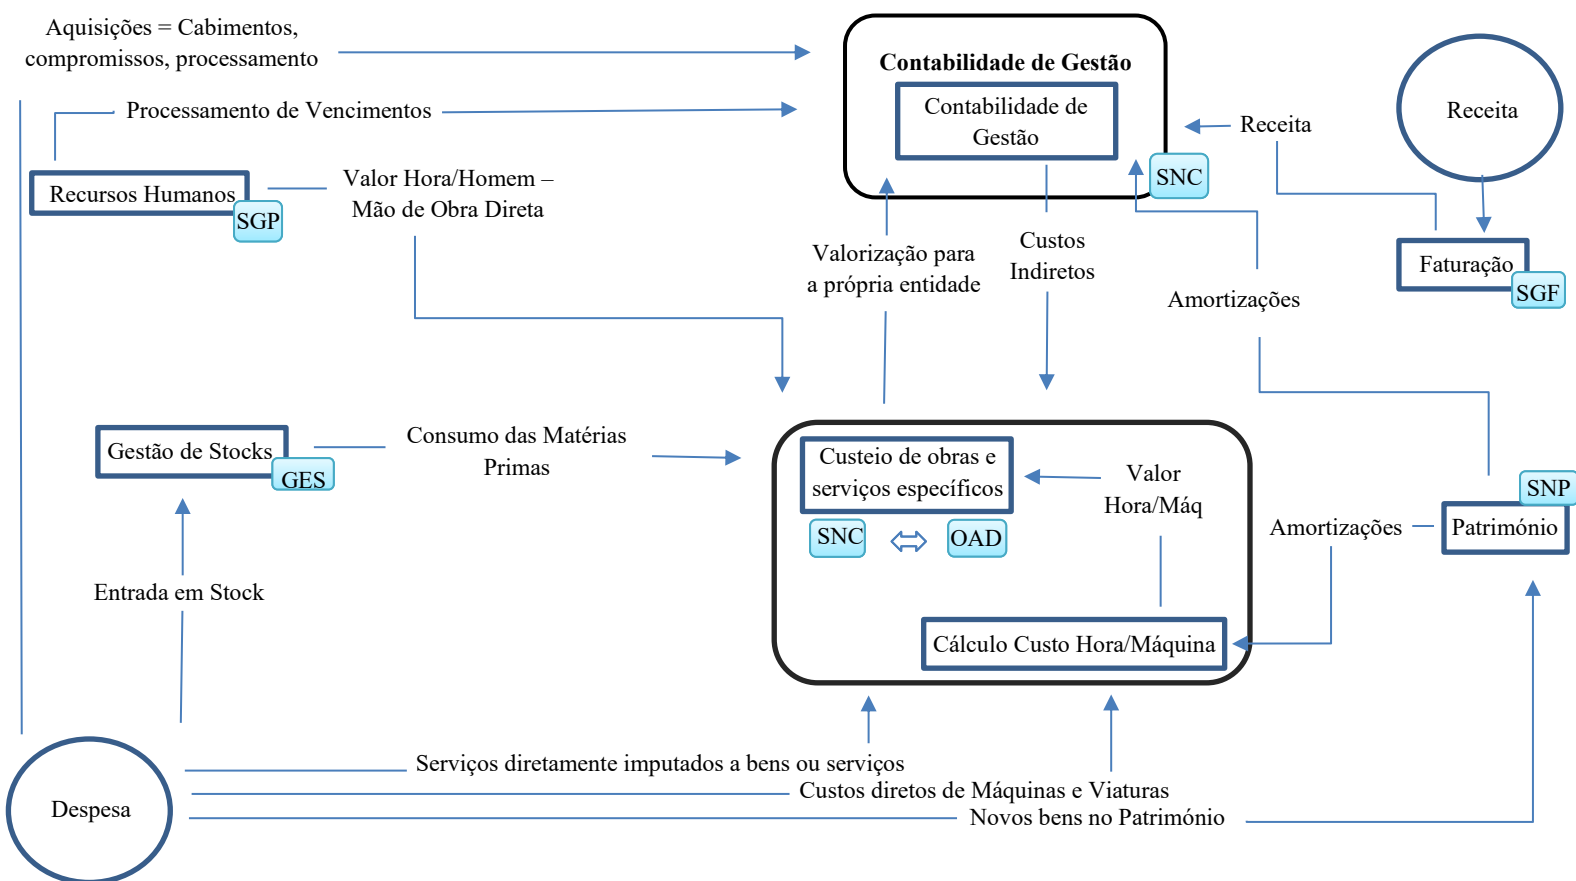 Aquisições = Cabimentos,
compromissos, processamento
Contabilidade de Gestão
Contabilidade de
Gestão
SNC
Processamento de Vencimentos
Receita
Receita
Recursos Humanos
SGP
Valor Hora/Homem –
Mão de Obra Direta
Valorização para
a própria entidade
Custos
Indiretos
Amortizações
Faturação
SGF
Gestão de Stocks
GES
Consumo das Matérias
Primas
Custeio de obras e
serviços específicos
SNC
OAD
Valor
Hora/Máq
Amortizações
SNP
Património
Entrada em Stock
Cálculo Custo Hora/Máquina
Despesa
Serviços diretamente imputados a bens ou serviços
Custos diretos de Máquinas e Viaturas
Novos bens no Património